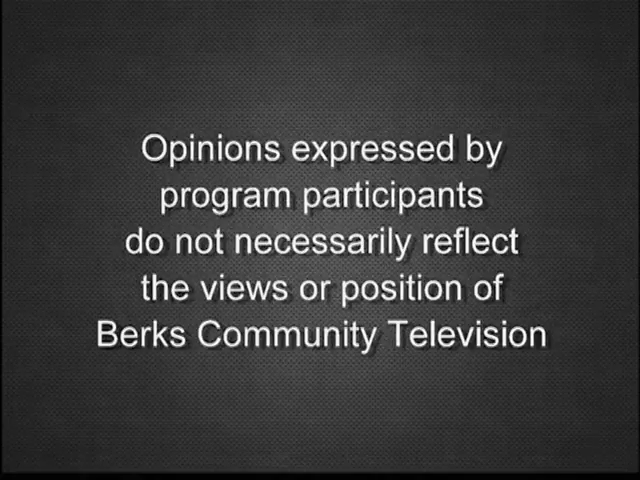 Opinions expressed by
program participants
do not necessarily reflect
the views or position of
Berks Community Television